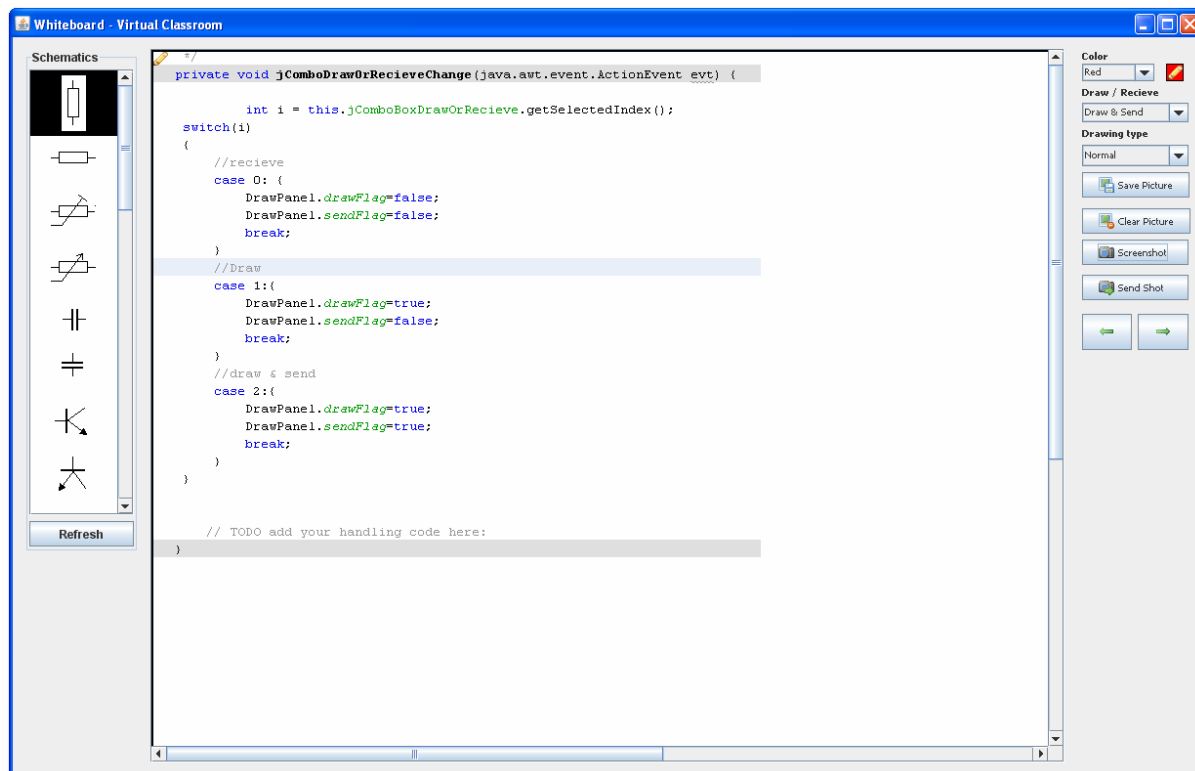 Whiteboard - Virtual Classroom
Schematics
Refresh
*/
private void jComboDrawOrRecieveChange(java.awt.event.ActionEvent evt) {
int i = this.jComboBoxDrawOrRecieve.getSelectedIndex();
switch(i)
{
//recieve
case 0: {
DrawPanel.drawFlag=false;
DrawPanel.sendFlag=false;
break;
}
//Draw
case 1:{
DrawPanel.drawFlag=true;
DrawPanel.sendFlag=false;
break;
}
//draw & send
case 2:{
DrawPanel.drawFlag=true;
DrawPanel.sendFlag=true;
break;
}
}
// TODO add your handling code here:
}
Color
Red
Draw / Recieve
Draw & Send
Drawing type
Normal
Save Picture
Clear Picture
Screenshot
Send Shot